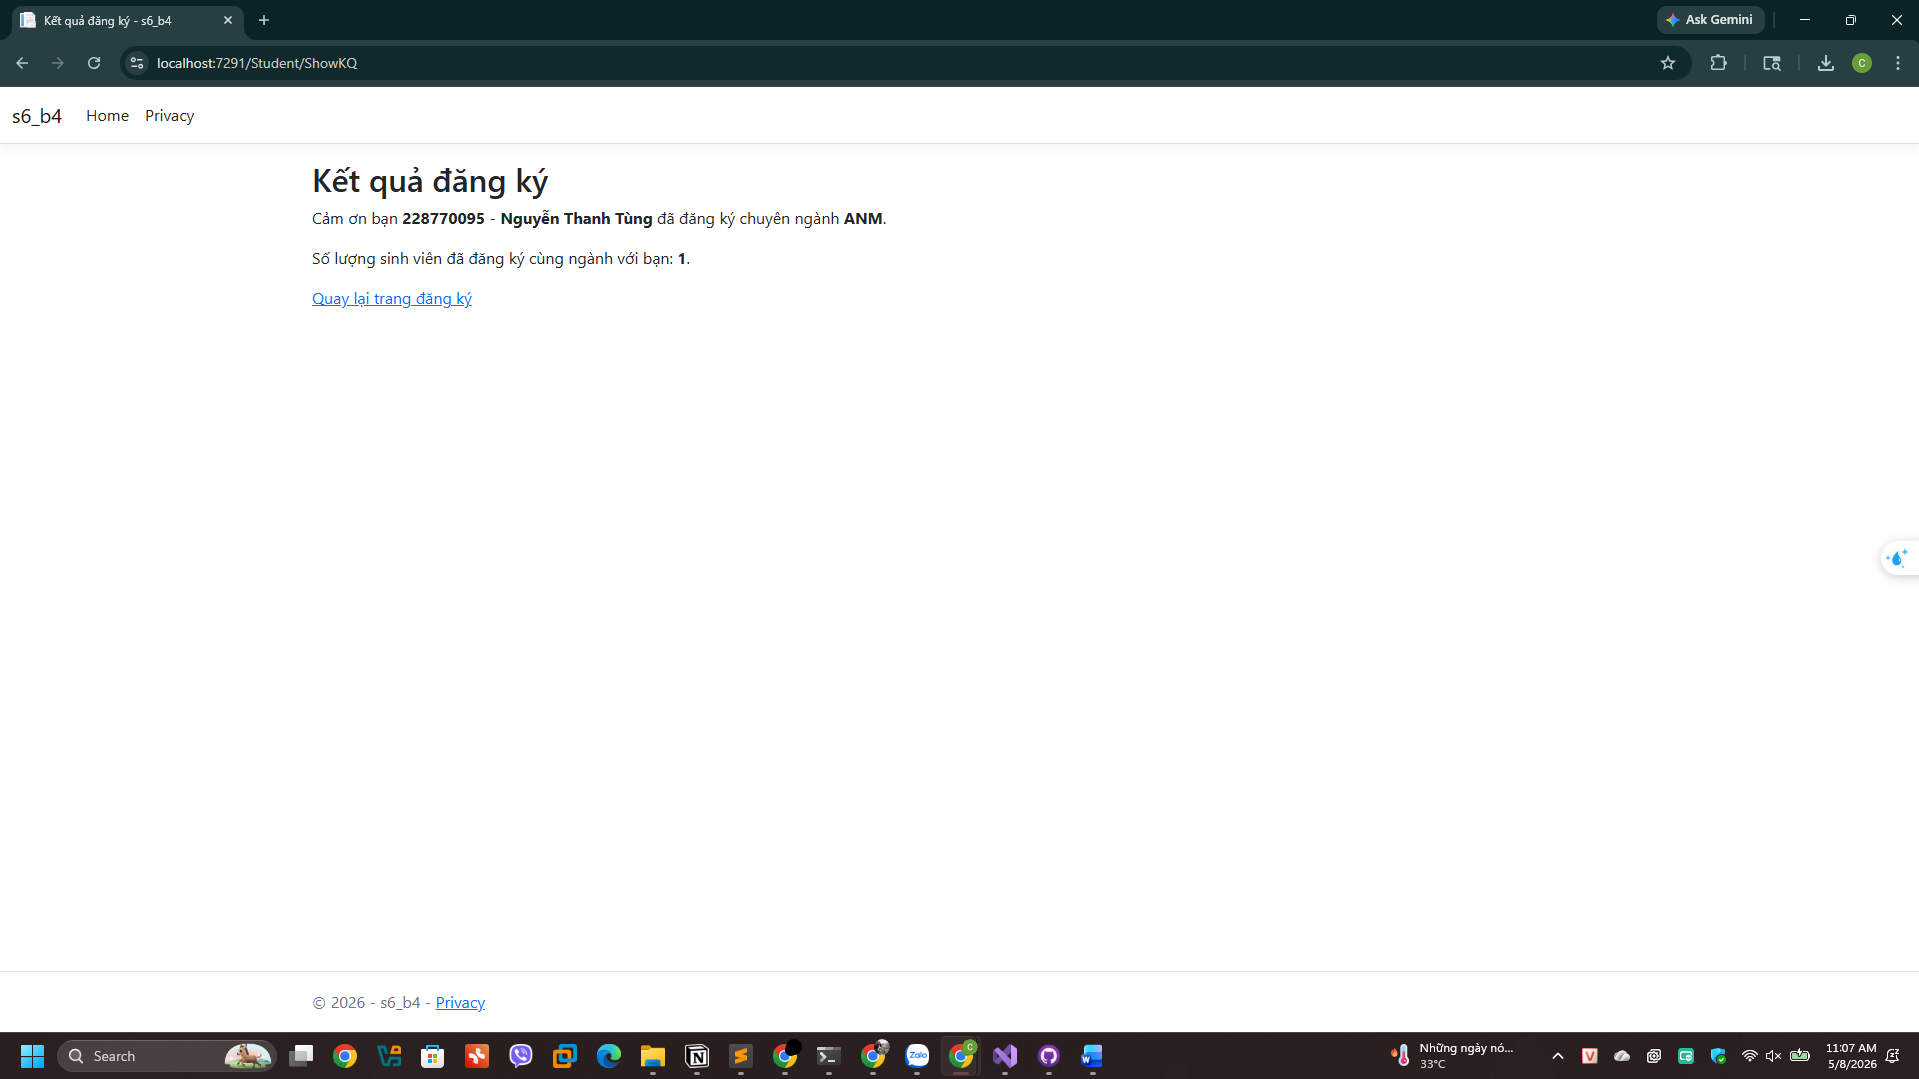 Kết quả đăng ký - s6_b4
Ask Gemini
localhost:7291/Student/ShowKQ
C
s6_b4 Home Privacy
Kết quả đăng ký
Cảm ơn bạn 228770095 - Nguyễn Thanh Tùng đã đăng ký chuyên ngành ANM.
Số lượng sinh viên đã đăng ký cùng ngành với bạn: 1.
Quay lại trang đăng ký
© 2026 - s6_b4 - Privacy
Search
Zalo
C
Những ngày nó...
33°C
11:07 AM
5/8/2026